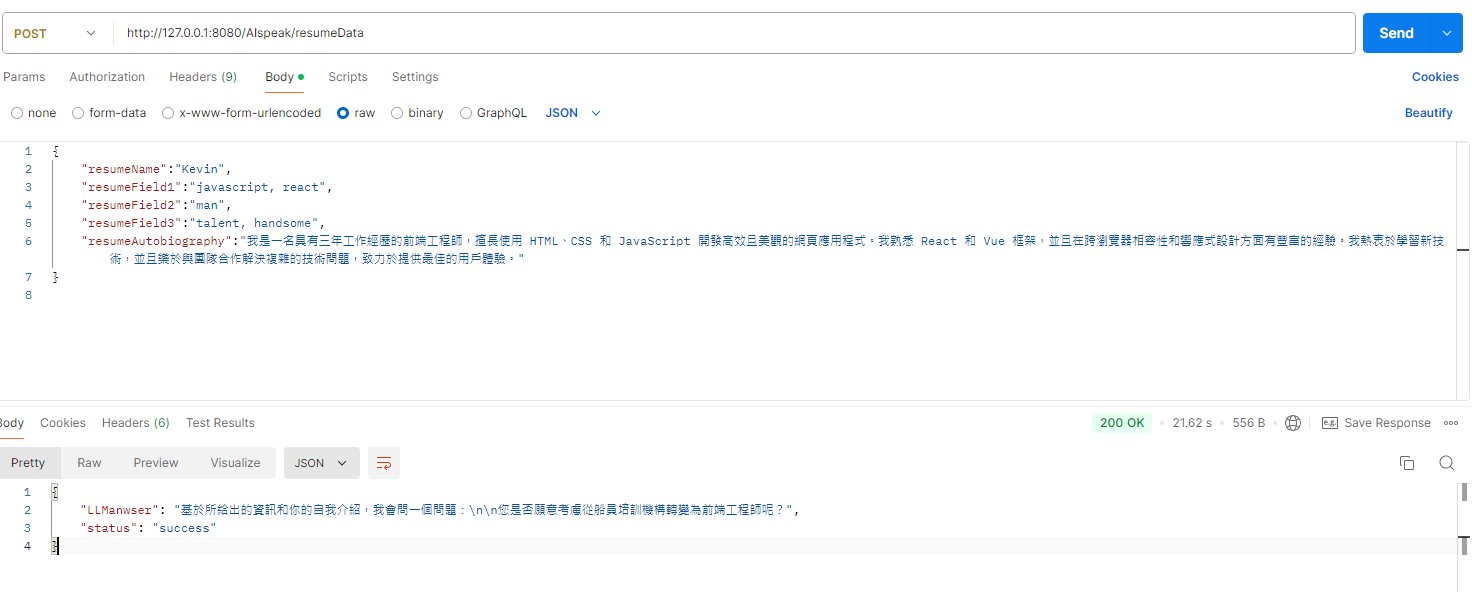 POST http://127.0.0.1:8080/AIspeak/resumeData Send
Params Authorization Headers (9) Body Scripts Settings Cookies
none form-data x-www-form-urlencoded raw binary GraphQL JSON Beautify
1 {
2 "resumeName":"Kevin",
3 "resumeField1":"javascript, react",
4 "resumeField2":"man",
5 "resumeField3":"talent, handsome",
6 "resumeAutobiography":"我是一名具有三年工作經歷的前端工程師，擅長使用 HTML、CSS 和 JavaScript 開發高效且美觀的網頁應用程式。我熟悉 React 和 Vue 框架，並且在跨瀏覽器相容性和響應式設計方面有豐富的經驗。我熱衷於學習新技
術，並且樂於與團隊合作解決複雜的技術問題，致力於提供最佳的用戶體驗。"
7 }
8
Body Cookies Headers (6) Test Results 200 OK 21.62 s 556 B e.g. Save Response
Pretty Raw Preview Visualize JSON
1 {
2 "LLManwser": "基於所給出的資訊和你的自我介紹，我會問一個問題：\n\n您是否願意考慮從船員培訓機構轉變為前端工程師呢？",
3 "status": "success"
4 }